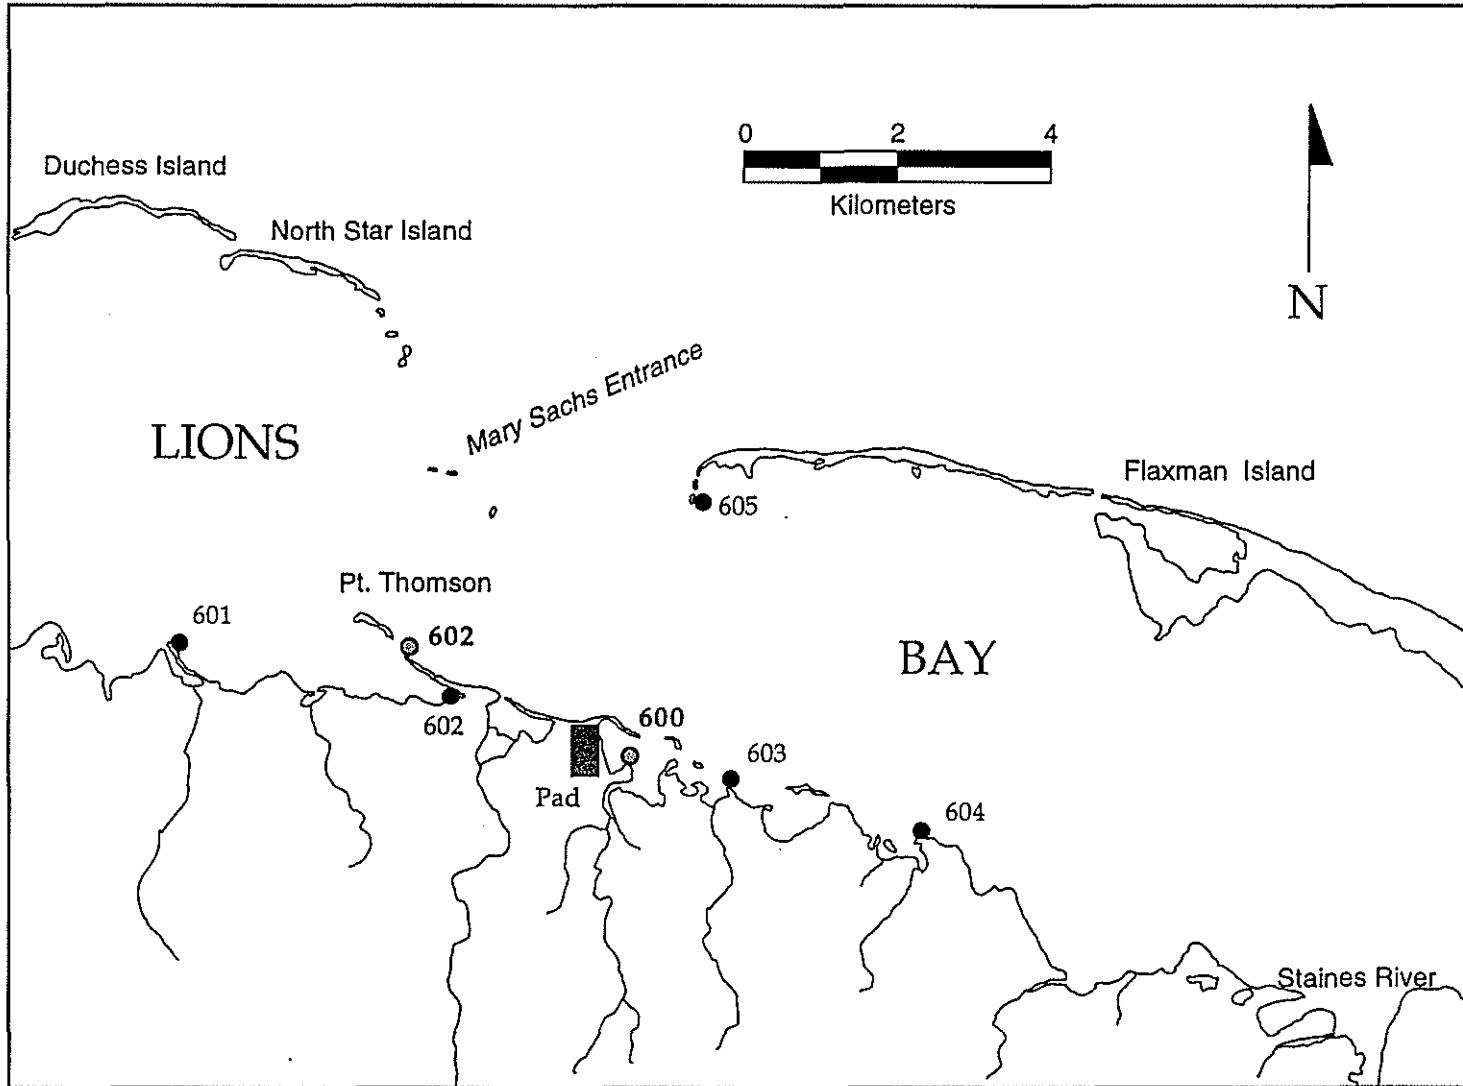 0 2 4
Kilometers
Duchess Island
North Star Island
N
Mary Sachs Entrance
LIONS
Flaxman Island
605
Pt. Thomson
601
602
BAY
602
600
603
Pad
604
Staines River